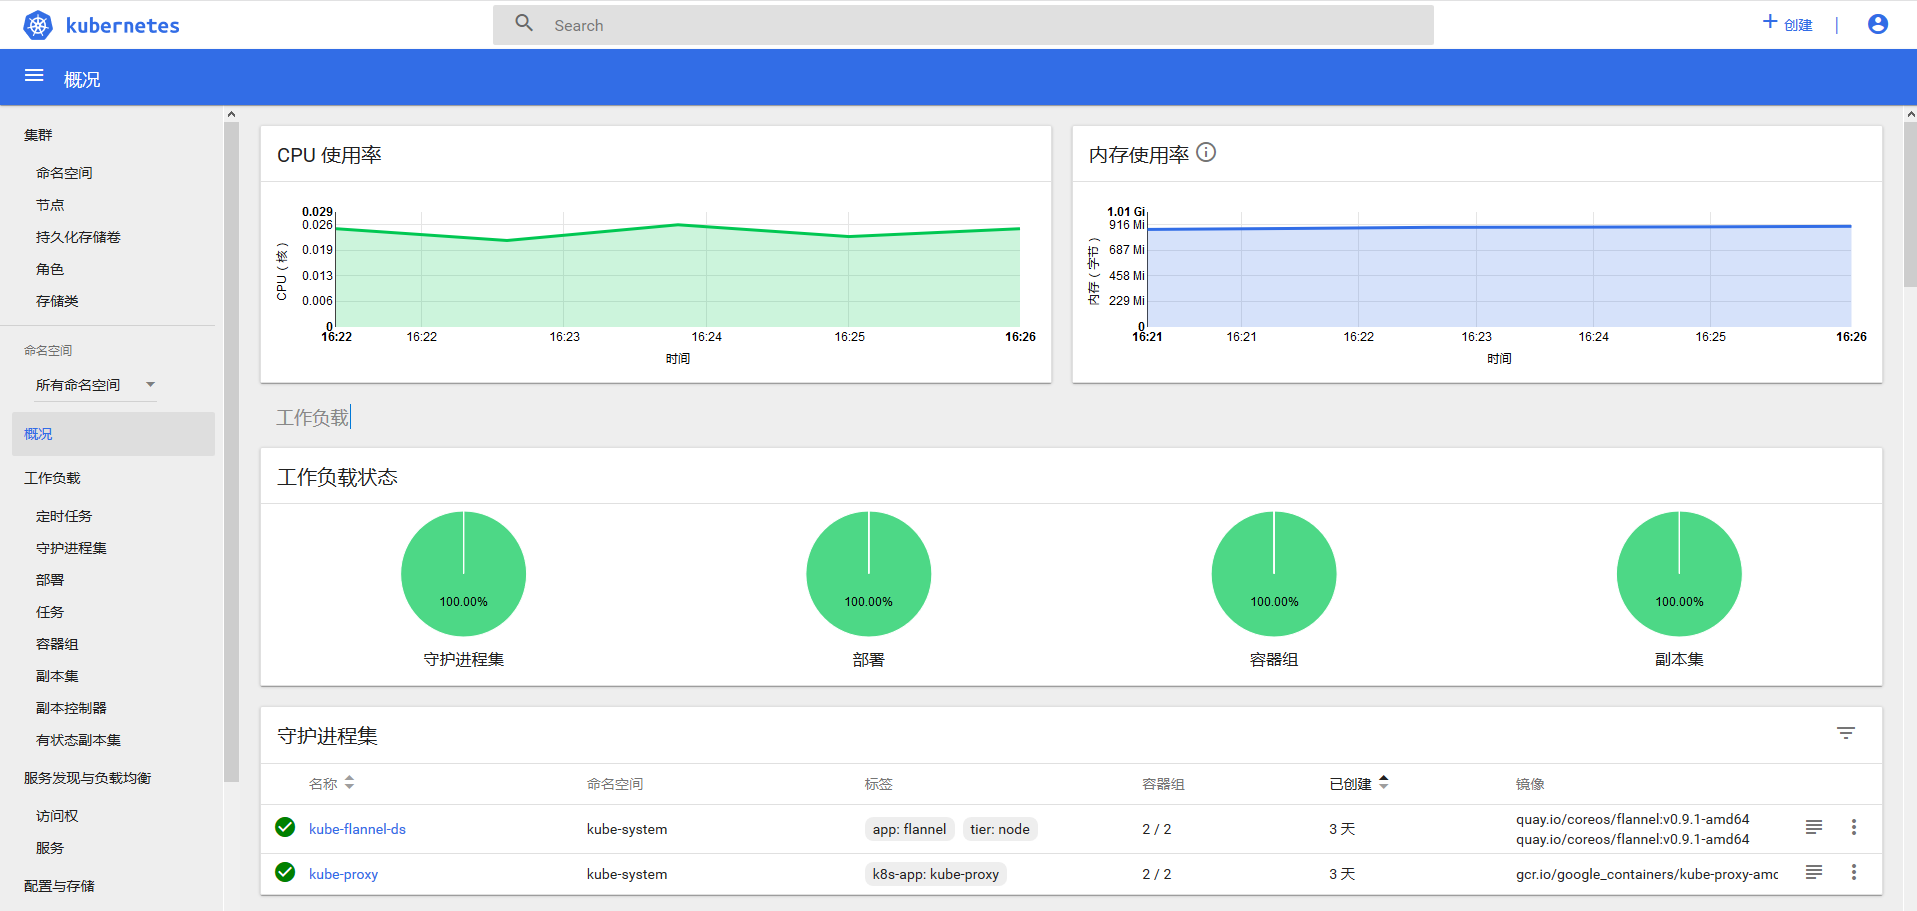 kubernetes
Search
+ 创建 |
概况
集群
命名空间
节点
持久化存储卷
角色
存储类
命名空间
所有命名空间
概况
工作负载
定时任务
守护进程集
部署
任务
容器组
副本集
副本控制器
有状态副本集
服务发现与负载均衡
访问权
服务
配置与存储
CPU 使用率
CPU（核）
0.029
0.026
0.019
0.013
0.006
0
16:22 16:22 16:23 16:24 16:25 16:26
时间
内存使用率
内存（字节）
1.01 Gi
916 Mi
687 Mi
458 Mi
229 Mi
0
16:21 16:21 16:22 16:23 16:24 16:25 16:26
时间
工作负载
工作负载状态
100.00% 100.00% 100.00% 100.00%
守护进程集 部署 容器组 副本集
守护进程集
名称 命名空间 标签 容器组 已创建 镜像
kube-flannel-ds kube-system app: flannel tier: node 2 / 2 3 天 quay.io/coreos/flannel:v0.9.1-amd64
quay.io/coreos/flannel:v0.9.1-amd64
kube-proxy kube-system k8s-app: kube-proxy 2 / 2 3 天 gcr.io/google_containers/kube-proxy-amd